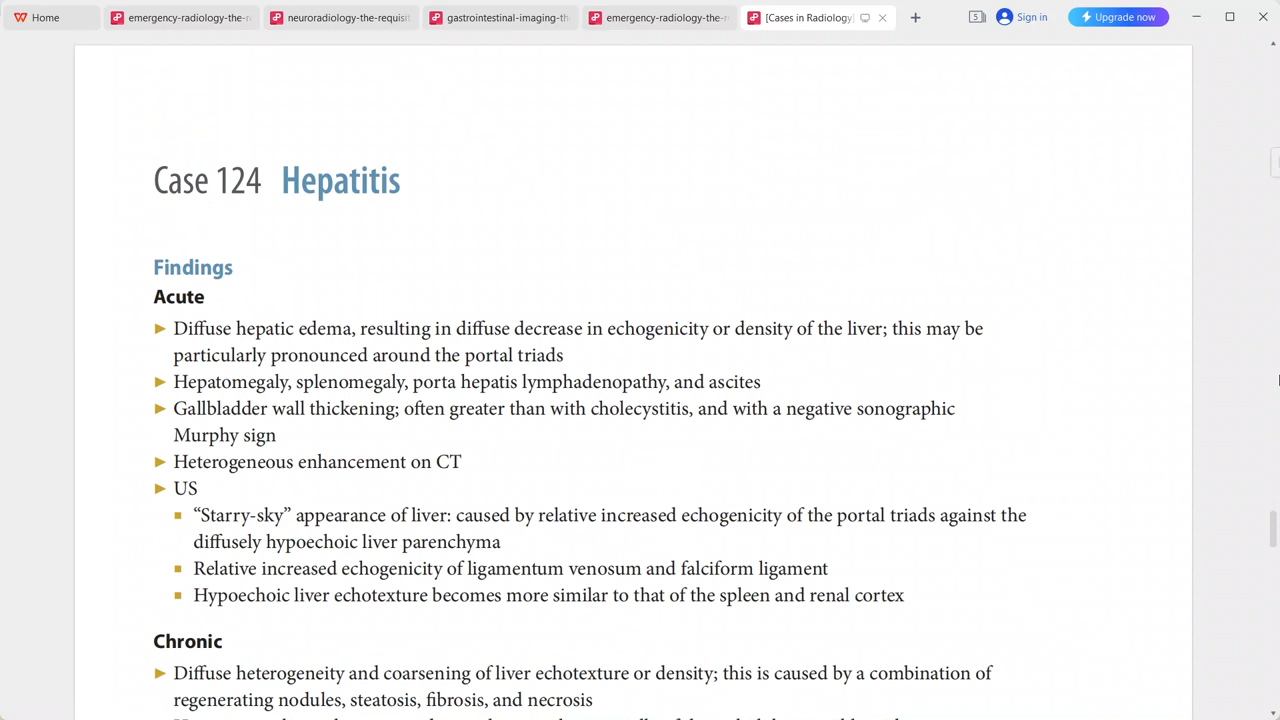 Home
emergency-radiology-the-r
neuroradiology-the-requisit
gastrointestinal-imaging-th
emergency-radiology-the-r
[Cases in Radiology]
5
Sign in
Upgrade now
Case 124 Hepatitis
Findings
Acute
► Diffuse hepatic edema, resulting in diffuse decrease in echogenicity or density of the liver; this may be
particularly pronounced around the portal triads
► Hepatomegaly, splenomegaly, porta hepatis lymphadenopathy, and ascites
► Gallbladder wall thickening; often greater than with cholecystitis, and with a negative sonographic
Murphy sign
► Heterogeneous enhancement on CT
► US
■ “Starry-sky” appearance of liver: caused by relative increased echogenicity of the portal triads against the
diffusely hypoechoic liver parenchyma
■ Relative increased echogenicity of ligamentum venosum and falciform ligament
■ Hypoechoic liver echotexture becomes more similar to that of the spleen and renal cortex
Chronic
► Diffuse heterogeneity and coarsening of liver echotexture or density; this is caused by a combination of
regenerating nodules, steatosis, fibrosis, and necrosis